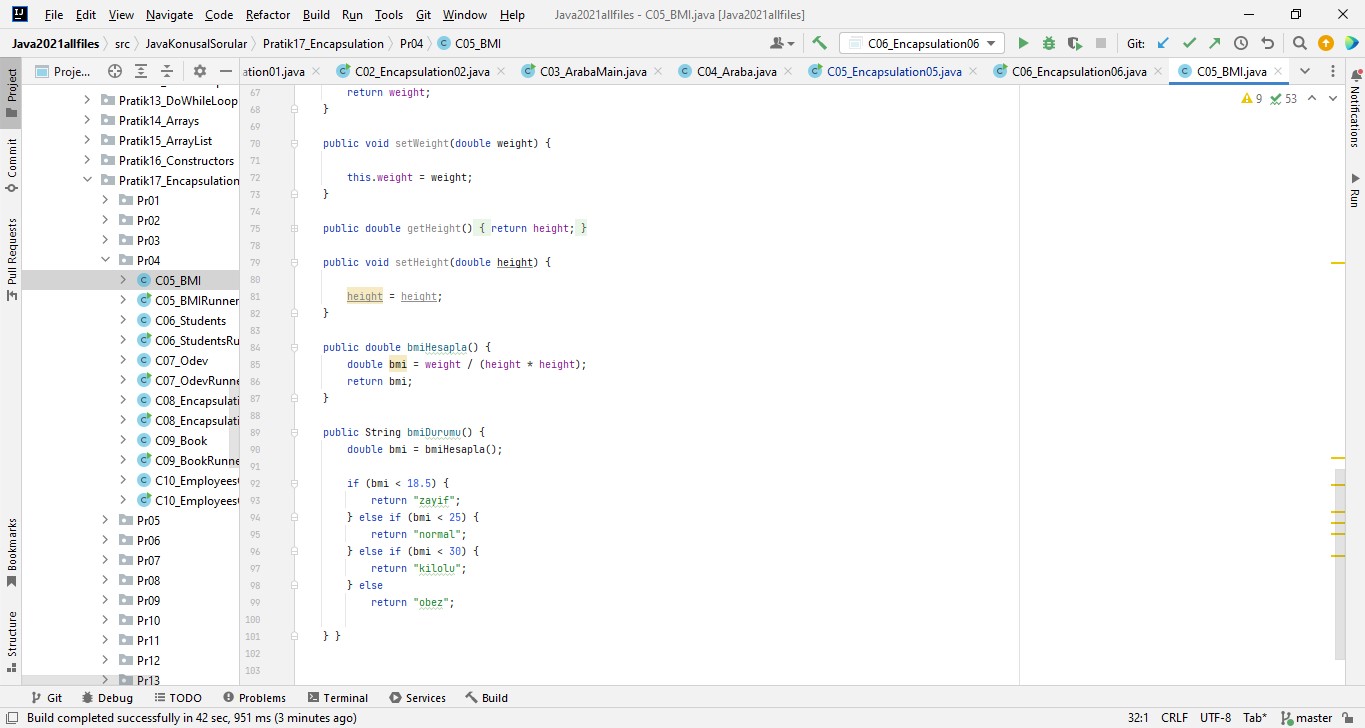 File Edit View Navigate Code Refactor Build Run Tools Git Window Help Java2021allfiles - C05_BMI.java [Java2021allfiles]
Java2021allfiles src JavaKonusalSorular Pratik17_Encapsulation Pr04 C05_BMI C06_Encapsulation06 Git:
Proje... ation01.java C02_Encapsulation02.java C03_ArabaMain.java C04_Araba.java C05_Encapsulation05.java C06_Encapsulation06.java C05_BMI.java
Project
Commit
Pull Requests
Bookmarks
Structure
Pratik13_DoWhileLoop
Pratik14_Arrays
Pratik15_ArrayList
Pratik16_Constructors
Pratik17_Encapsulation
Pr01
Pr02
Pr03
Pr04
C05_BMI
C05_BMIRunner
C06_Students
C06_StudentsRu
C07_Odev
C07_OdevRunne
C08_Encapsulati
C08_Encapsulati
C09_Book
C09_BookRunne
C10_Employees
C10_Employees
Pr05
Pr06
Pr07
Pr08
Pr09
Pr10
Pr11
Pr12
Pr13
9 53
67 return weight;
68 }
69
70 public void setWeight(double weight) {
71
72 this.weight = weight;
73 }
74
75 public double getHeight() { return height; }
78
79 public void setHeight(double height) {
80
81 height = height;
82 }
83
84 public double bmiHesapla() {
85 double bmi = weight / (height * height);
86 return bmi;
87 }
88
89 public String bmiDurumu() {
90 double bmi = bmiHesapla();
91
92 if (bmi < 18.5) {
93 return "zayif";
94 } else if (bmi < 25) {
95 return "normal";
96 } else if (bmi < 30) {
97 return "kilolu";
98 } else
99 return "obez";
100
101 } }
102
103
Notifications
Run
Git Debug TODO Problems Terminal Services Build
Build completed successfully in 42 sec, 951 ms (3 minutes ago) 32:1 CRLF UTF-8 Tab* master